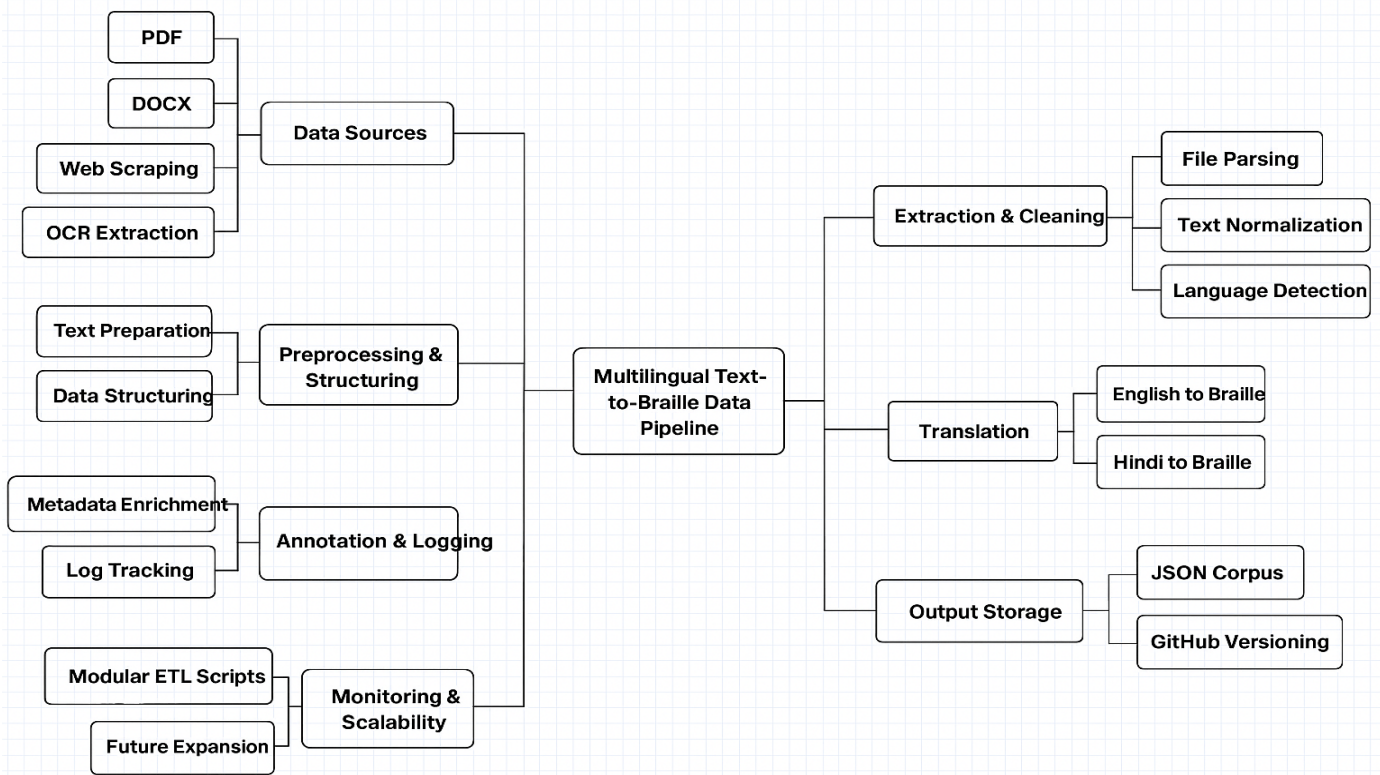 PDF
DOCX
Web Scraping
OCR Extraction
Data Sources
Text Preparation
Data Structuring
Preprocessing &
Structuring
Metadata Enrichment
Log Tracking
Annotation & Logging
Modular ETL Scripts
Future Expansion
Monitoring &
Scalability
Multilingual Text-
to-Braille Data
Pipeline
Extraction & Cleaning
File Parsing
Text Normalization
Language Detection
Translation
English to Braille
Hindi to Braille
Output Storage
JSON Corpus
GitHub Versioning